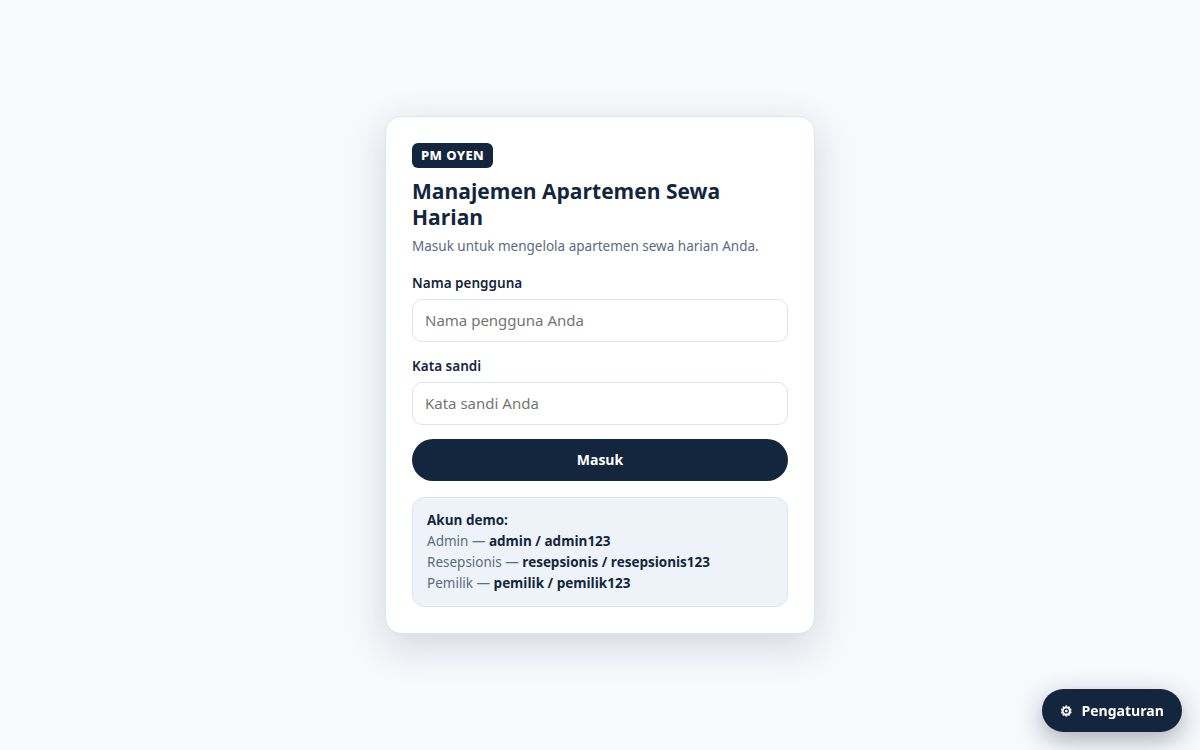 PM OYEN
Manajemen Apartemen Sewa
Harian
Masuk untuk mengelola apartemen sewa harian Anda.
Nama pengguna
Nama pengguna Anda
Kata sandi
Kata sandi Anda
Masuk
Akun demo:
Admin — admin / admin123
Resepsionis — resepsionis / resepsionis123
Pemilik — pemilik / pemilik123
⚙ Pengaturan